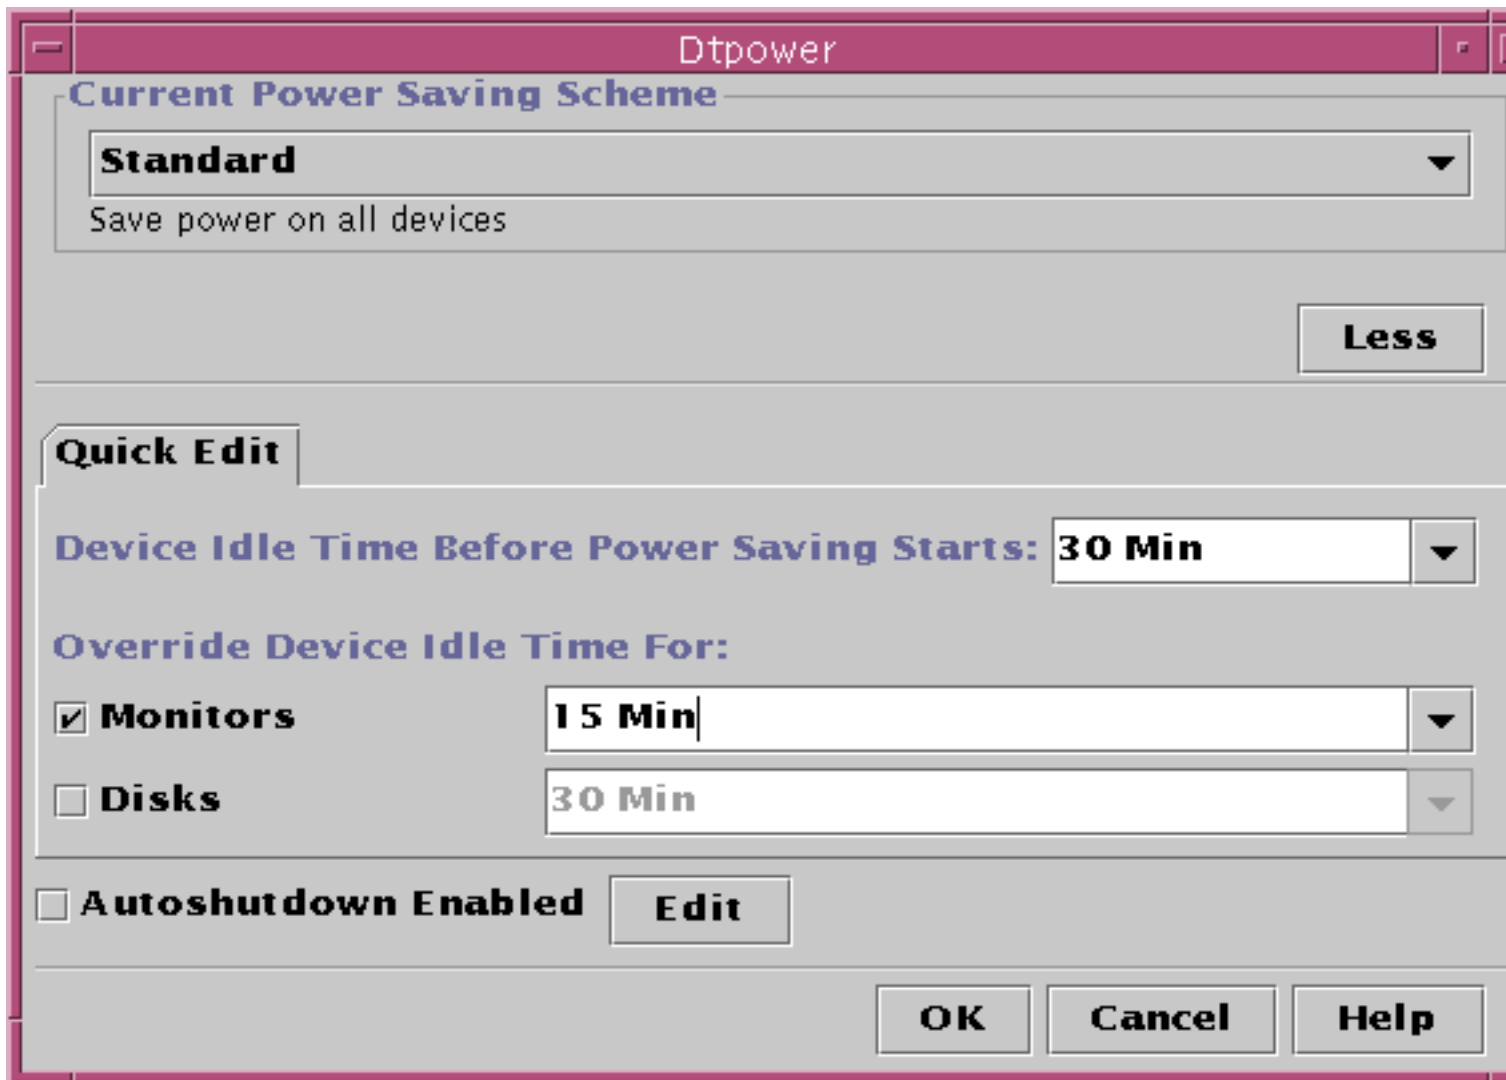 Dtpower
Current Power Saving Scheme
Standard
Save power on all devices
Less
Quick Edit
Device Idle Time Before Power Saving Starts: 30 Min
Override Device Idle Time For:
Monitors 15 Min
Disks 30 Min
Autoshutdown Enabled Edit
OK Cancel Help